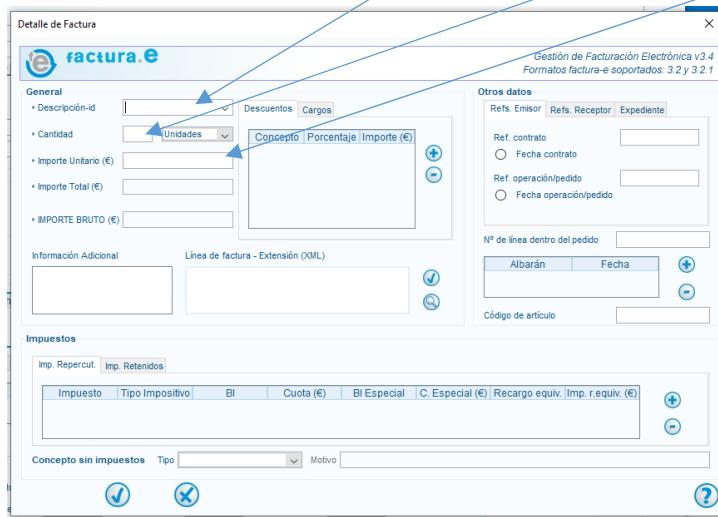 Detalle de Factura
factura.e
Gestión de Facturación Electrónica v3.4
Formatos factura-e soportados: 3.2 y 3.2.1
General
Descripción-id
Cantidad
Unidades
Importe Unitario (€)
Importe Total (€)
IMPORTE BRUTO (€)
Descuentos Cargos
Concepto Porcentaje Importe (€)
Otros datos
Refs. Emisor Refs. Receptor Expediente
Ref. contrato
Fecha contrato
Ref. operación/pedido
Fecha operación/pedido
Nº de línea dentro del pedido
Albarán Fecha
Código de artículo
Información Adicional
Línea de factura - Extensión (XML)
Impuestos
Imp. Repercut. Imp. Retenidos
Impuesto Tipo Impositivo BI Cuota (€) BI Especial C. Especial (€) Recargo equiv. Imp. r.equiv. (€)
Concepto sin impuestos Tipo Motivo